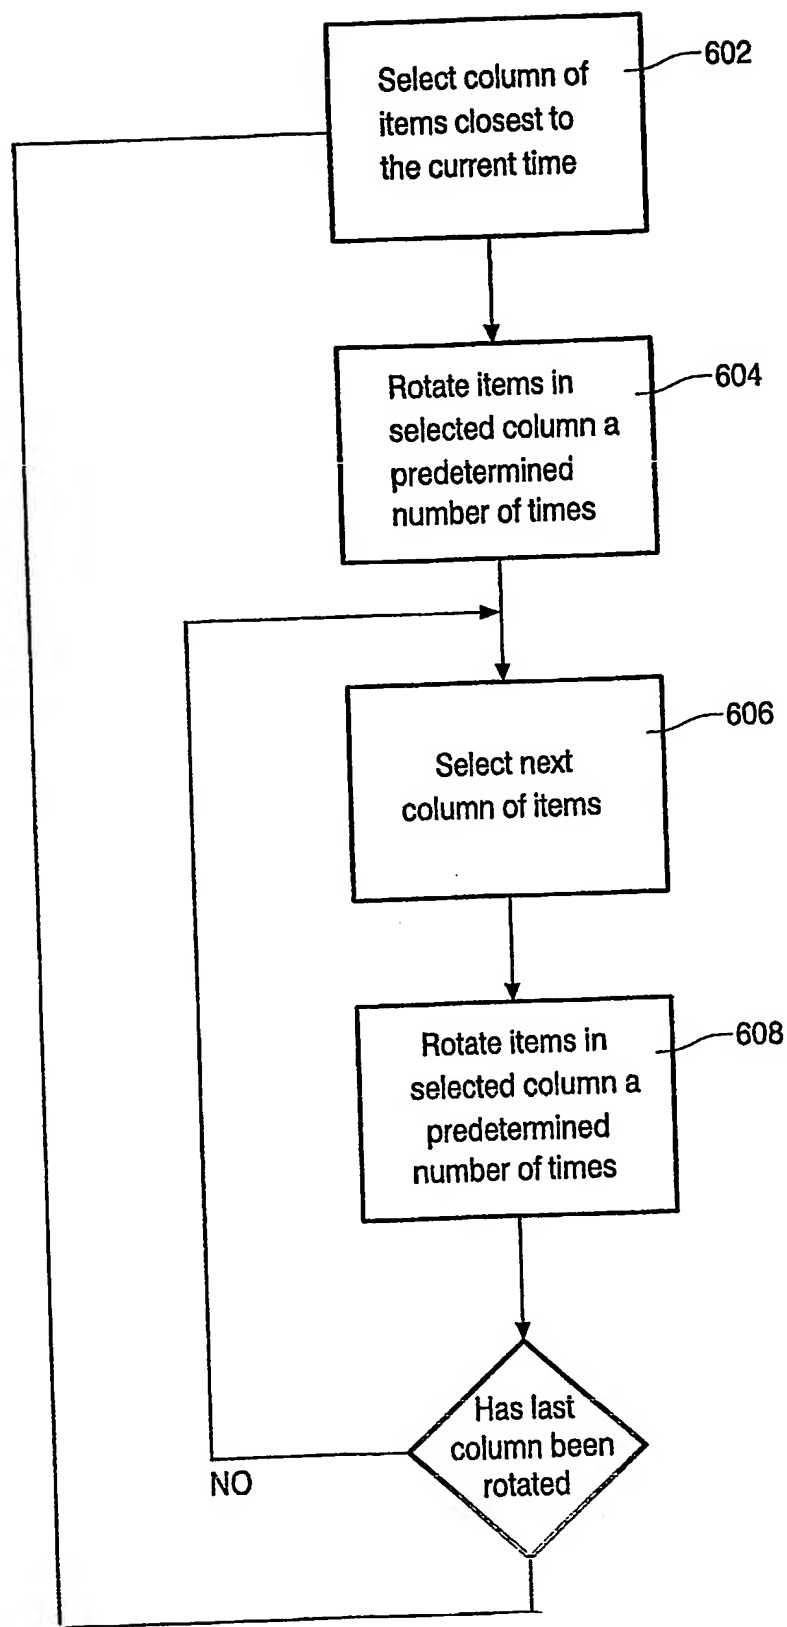 602
Select column of
items closest to
the current time
604
Rotate items in
selected column a
predetermined
number of times
606
Select next
column of items
608
Rotate items in
selected column a
predetermined
number of times
Has last
column been
rotated
NO